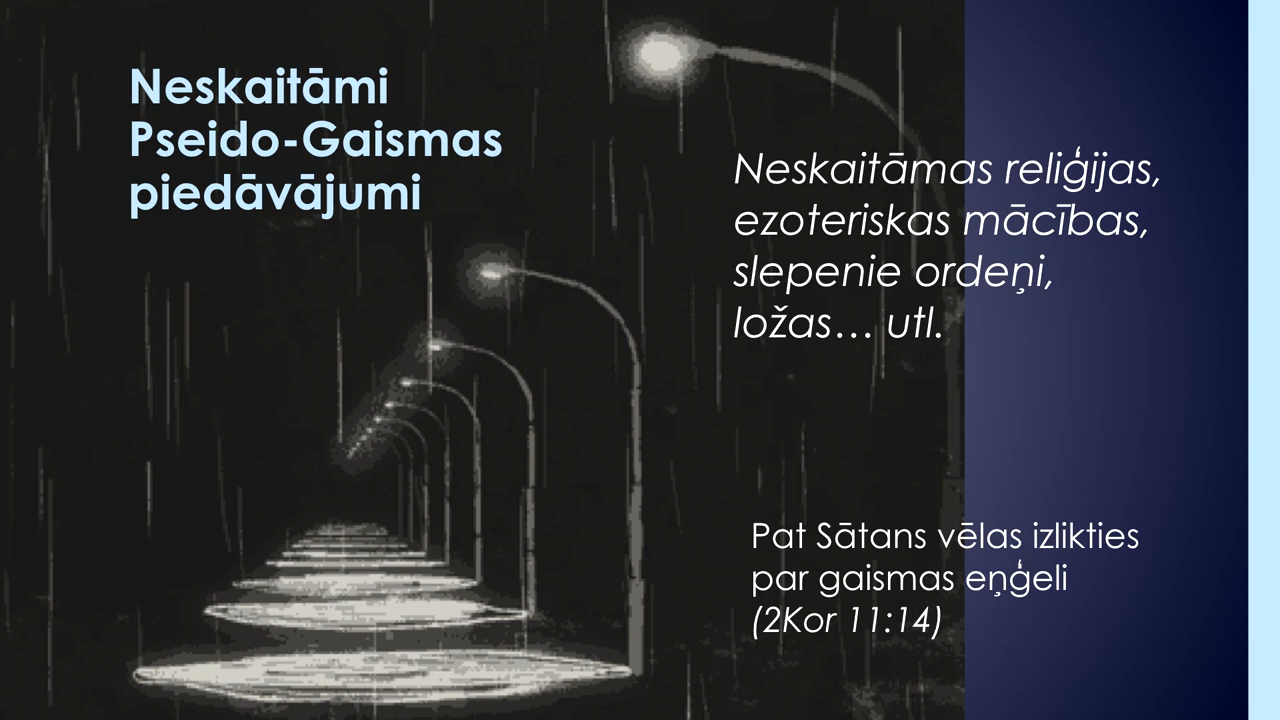 Neskaitāmi
Pseido-Gaismas
piedāvājumi
Neskaitāmas reliģijas,
ezoteriskas mācības,
slepenie ordeņi,
ložas… utl.
Pat Sātans vēlas izlikties
par gaismas eņģeli
(2Kor 11:14)